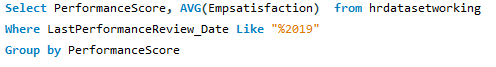 Select PerformanceScore, AVG(Empsatisfaction)  from hrdatasetworking
Where LastPerformanceReview_Date Like "%2019"
Group by PerformanceScore